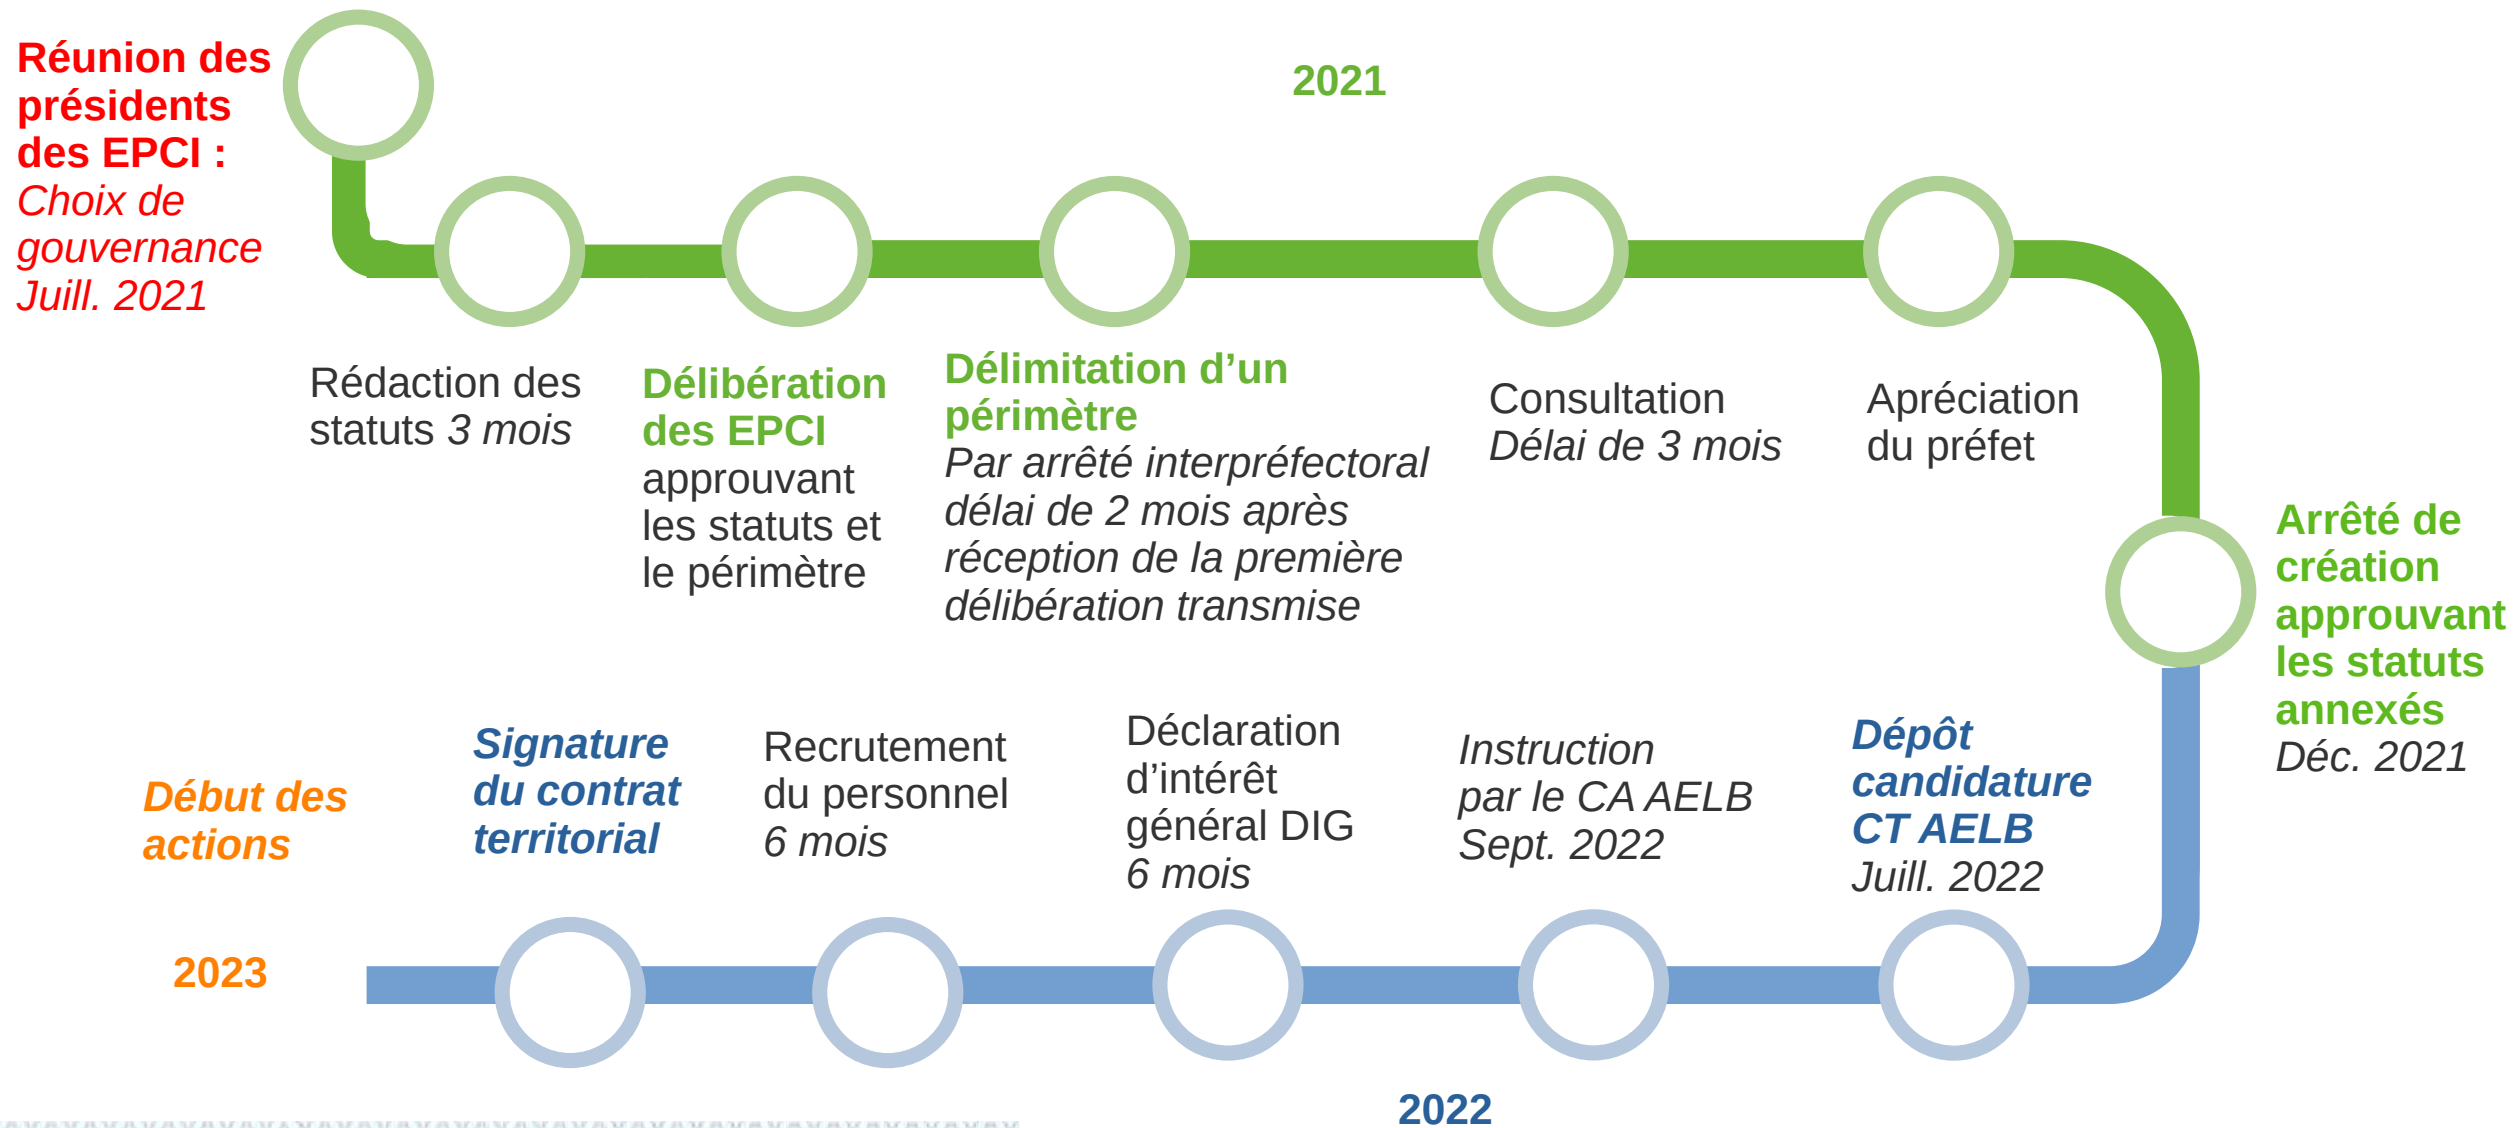 Réunion des
présidents
des EPCI :
Choix de
gouvernance
Juill. 2021
2021
Rédaction des
statuts 3 mois
Délibération
des EPCI
approuvant
les statuts et
le périmètre
Délimitation d’un
périmètre
Par arrêté interpréfectoral
délai de 2 mois après
réception de la première
délibération transmise
Consultation
Délai de 3 mois
Apréciation
du préfet
Arrêté de
création
approuvant
les statuts
annexés
Déc. 2021
Dépôt
candidature
CT AELB
Juill. 2022
Instruction
par le CA AELB
Sept. 2022
Déclaration
d’intérêt
général DIG
6 mois
Recrutement
du personnel
6 mois
Signature
du contrat
territorial
Début des
actions
2023
2022